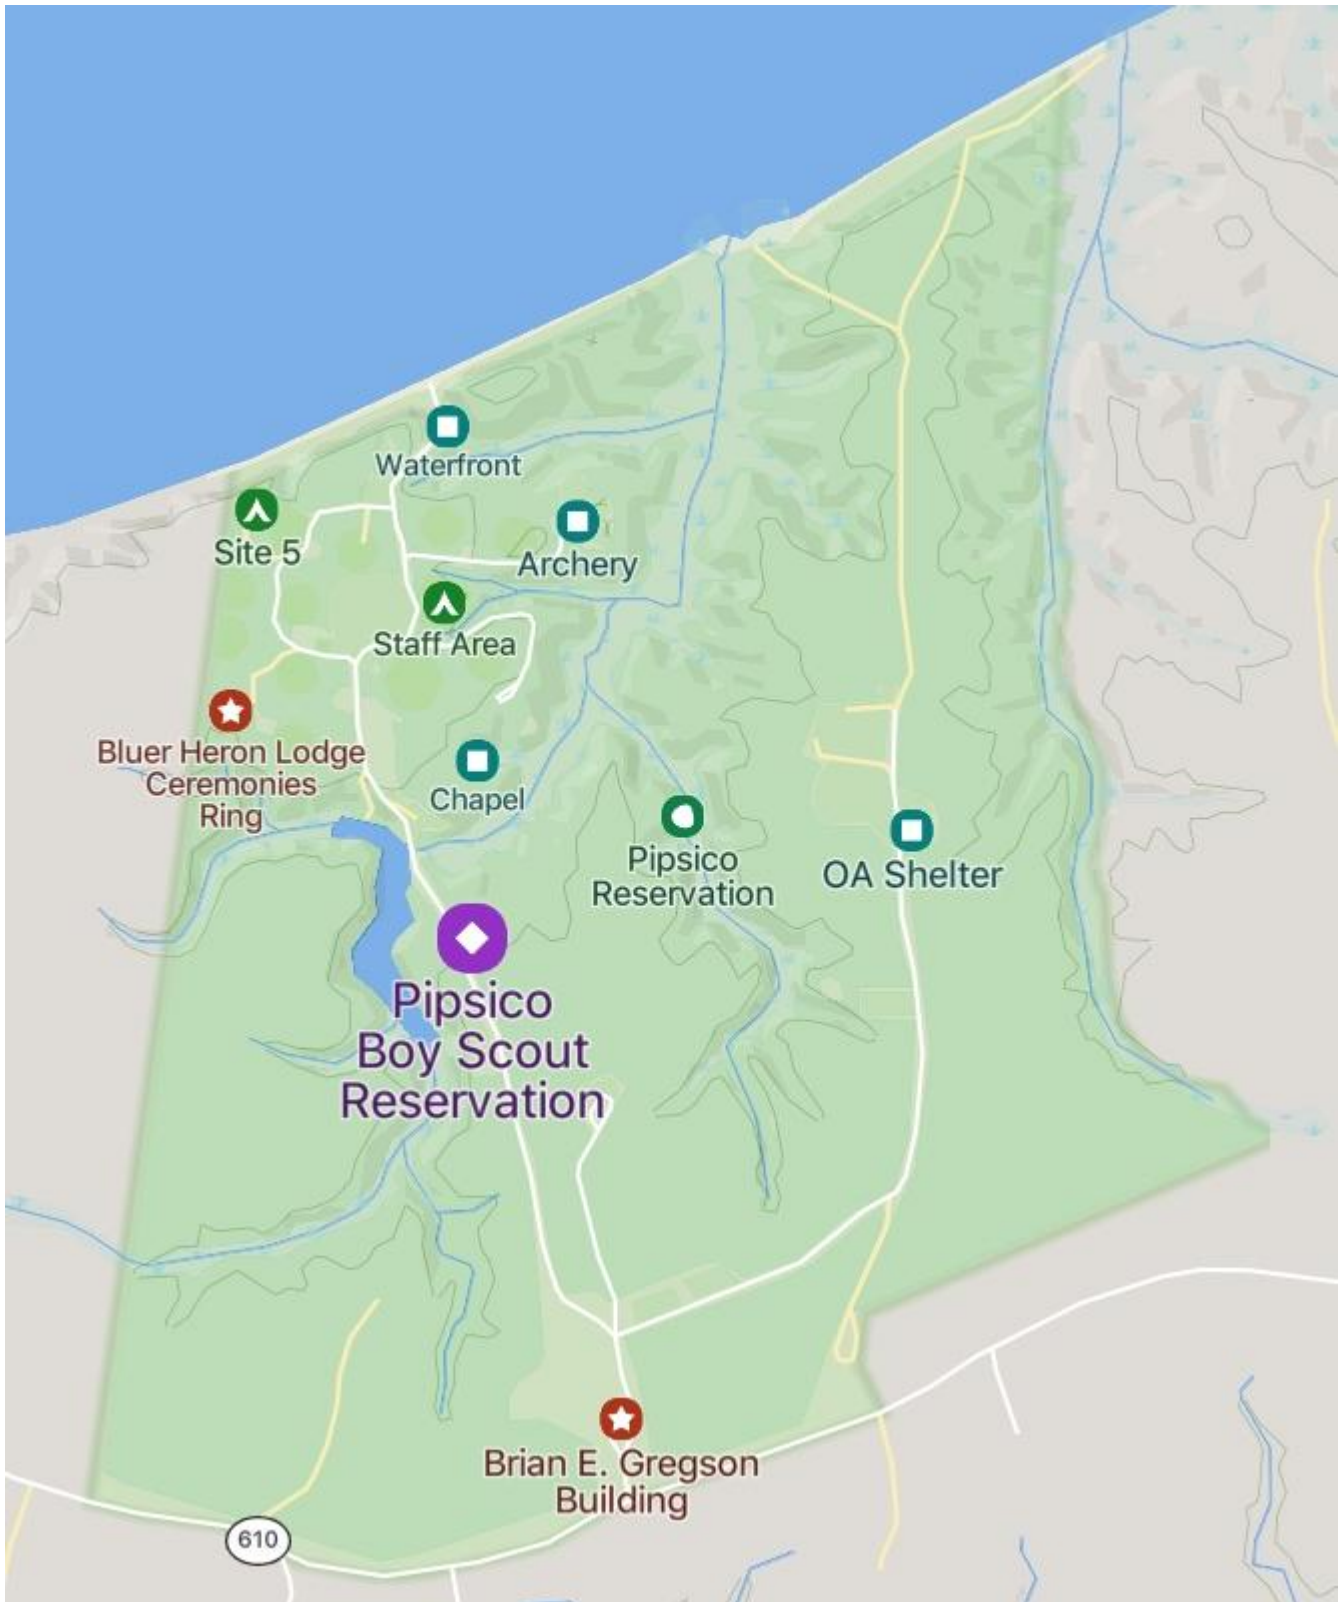 Waterfront
Site 5
Archery
Staff Area
Bluer Heron Lodge
Ceremonies
Ring
Chapel
Pipsico
Reservation
OA Shelter
Pipsico
Boy Scout
Reservation
Brian E. Gregson
Building
610